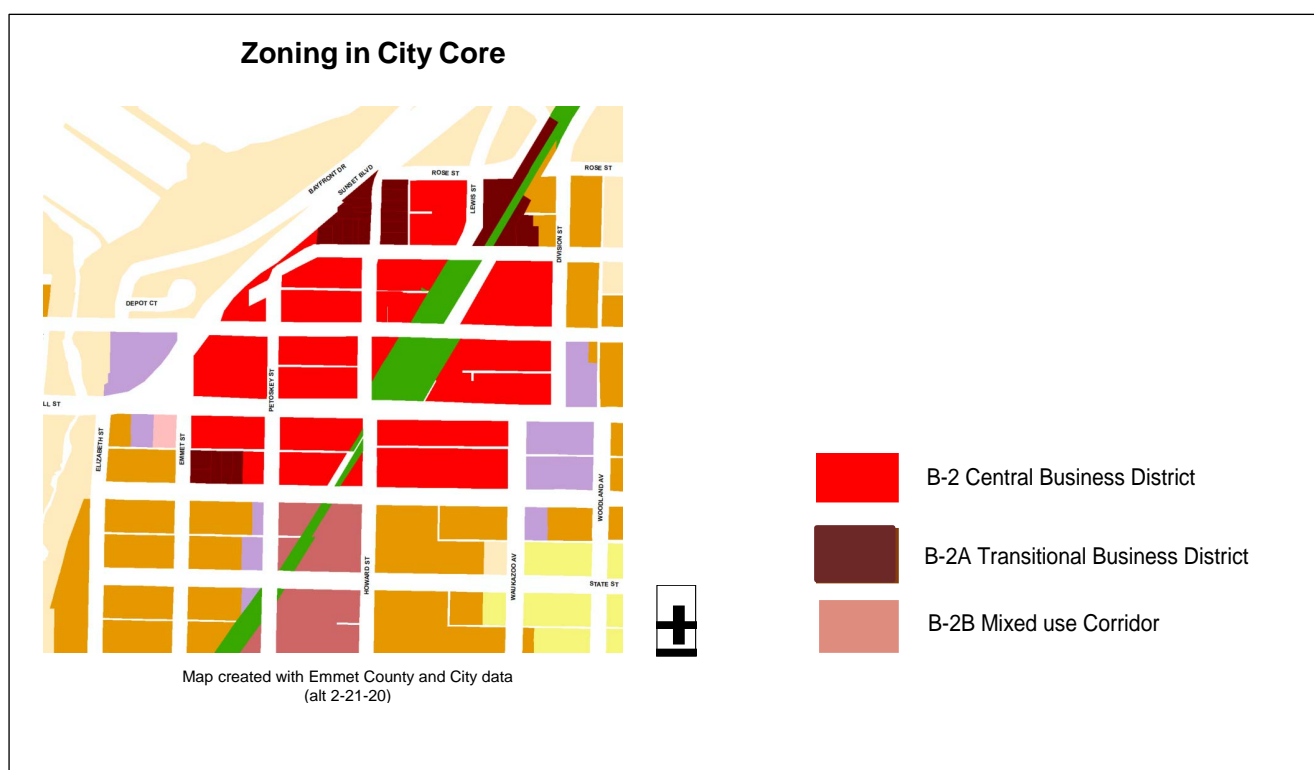 Zoning in City Core
BAYFRONT DR
SUNSET BLVD
ROSE ST
ROSE ST
LEWIS ST
DIVISION ST
DEPOT CT
PETOSKEY ST
LL ST
ELIZABETH ST
EMMET ST
WOODLAND AV
HOWARD ST
WAUKAZOO AV
STATE ST
B-2 Central Business District
B-2A Transitional Business District
B-2B Mixed use Corridor
Map created with Emmet County and City data
(alt 2-21-20)